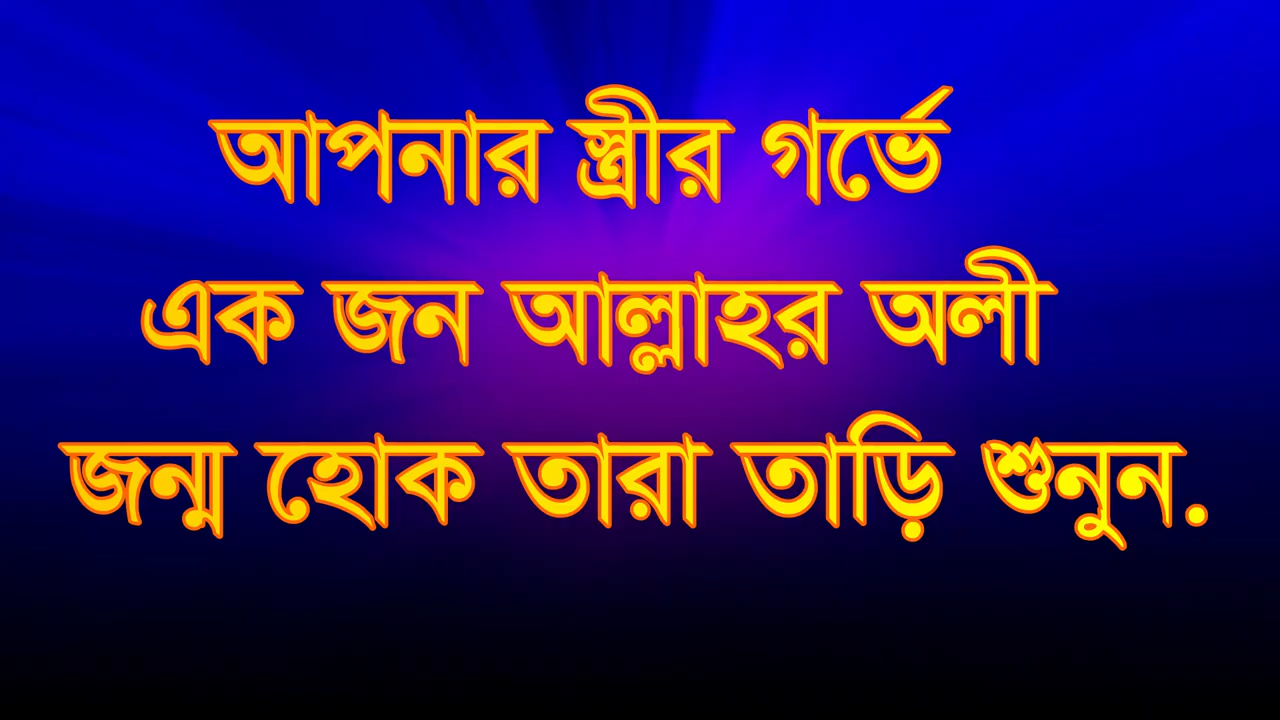 আপনার স্ত্রীর গর্ভে
এক জন আল্লাহর অলী
জন্ম হোক তারা তাড়ি শুনুন.